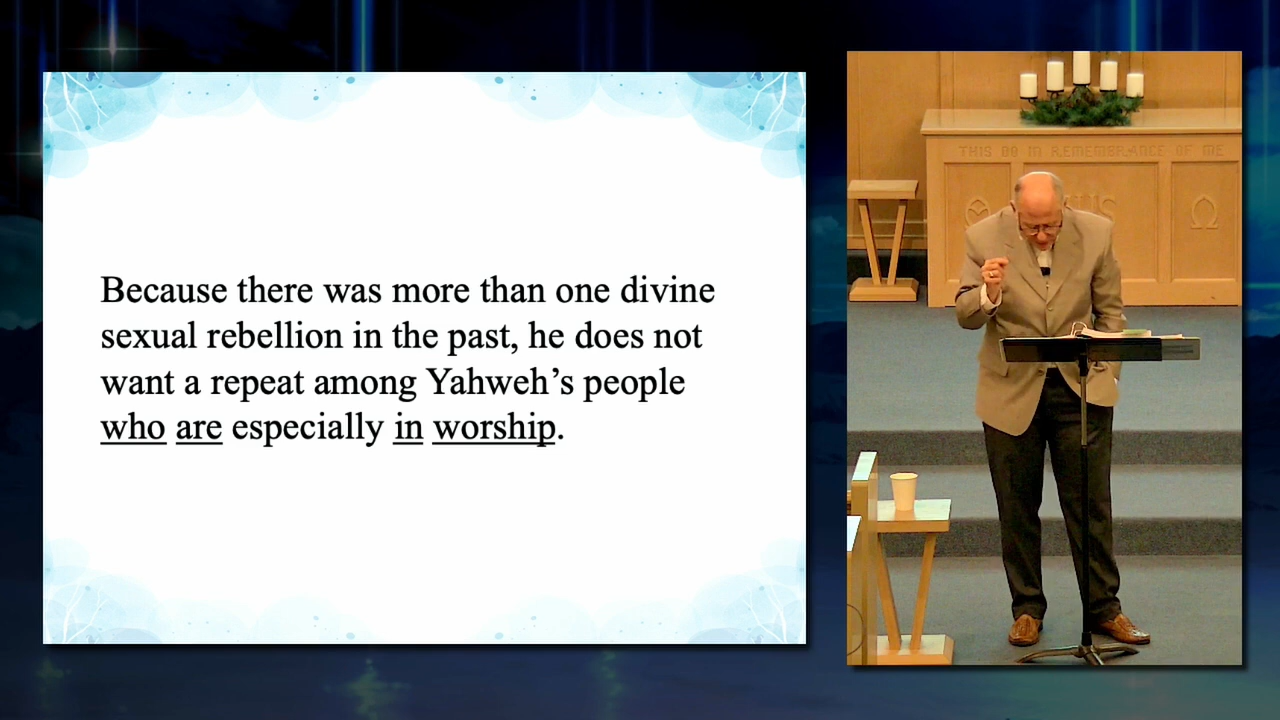 Because there was more than one divine
sexual rebellion in the past, he does not
want a repeat among Yahweh’s people
who are especially in worship.
THIS DO IN REMEMBRANCE OF ME